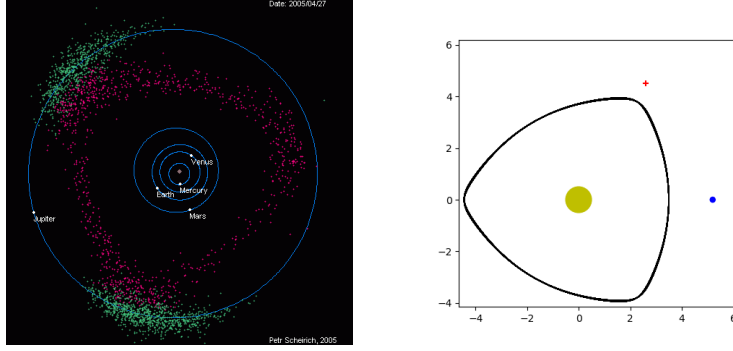 Date: 2005/04/27
Venus
Mercury
Earth
Mars
Jupiter
Petr Scheirich, 2005
6
4
2
0
−2
−4
−4
−2
0
2
4
6